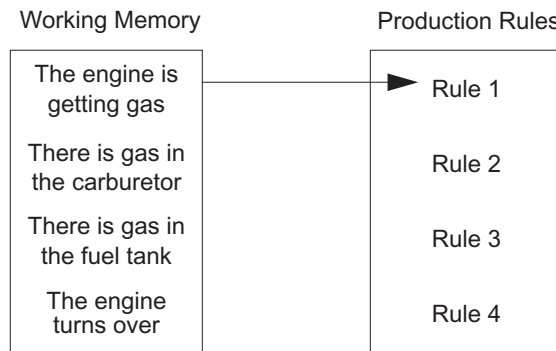 Working Memory
Production Rules
The engine is
getting gas
There is gas in
the carburetor
There is gas in
the fuel tank
The engine
turns over
Rule 1
Rule 2
Rule 3
Rule 4